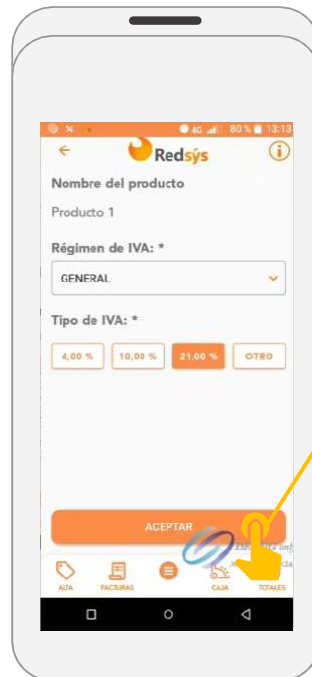 4G 80 % 13:13
Redsýs
Nombre del producto
Producto 1
Régimen de IVA: *
GENERAL
Tipo de IVA: *
4,00 % 10,00 % 21,00 % OTRO
ACEPTAR
ALTA FACTURAS CAJA TOTALES